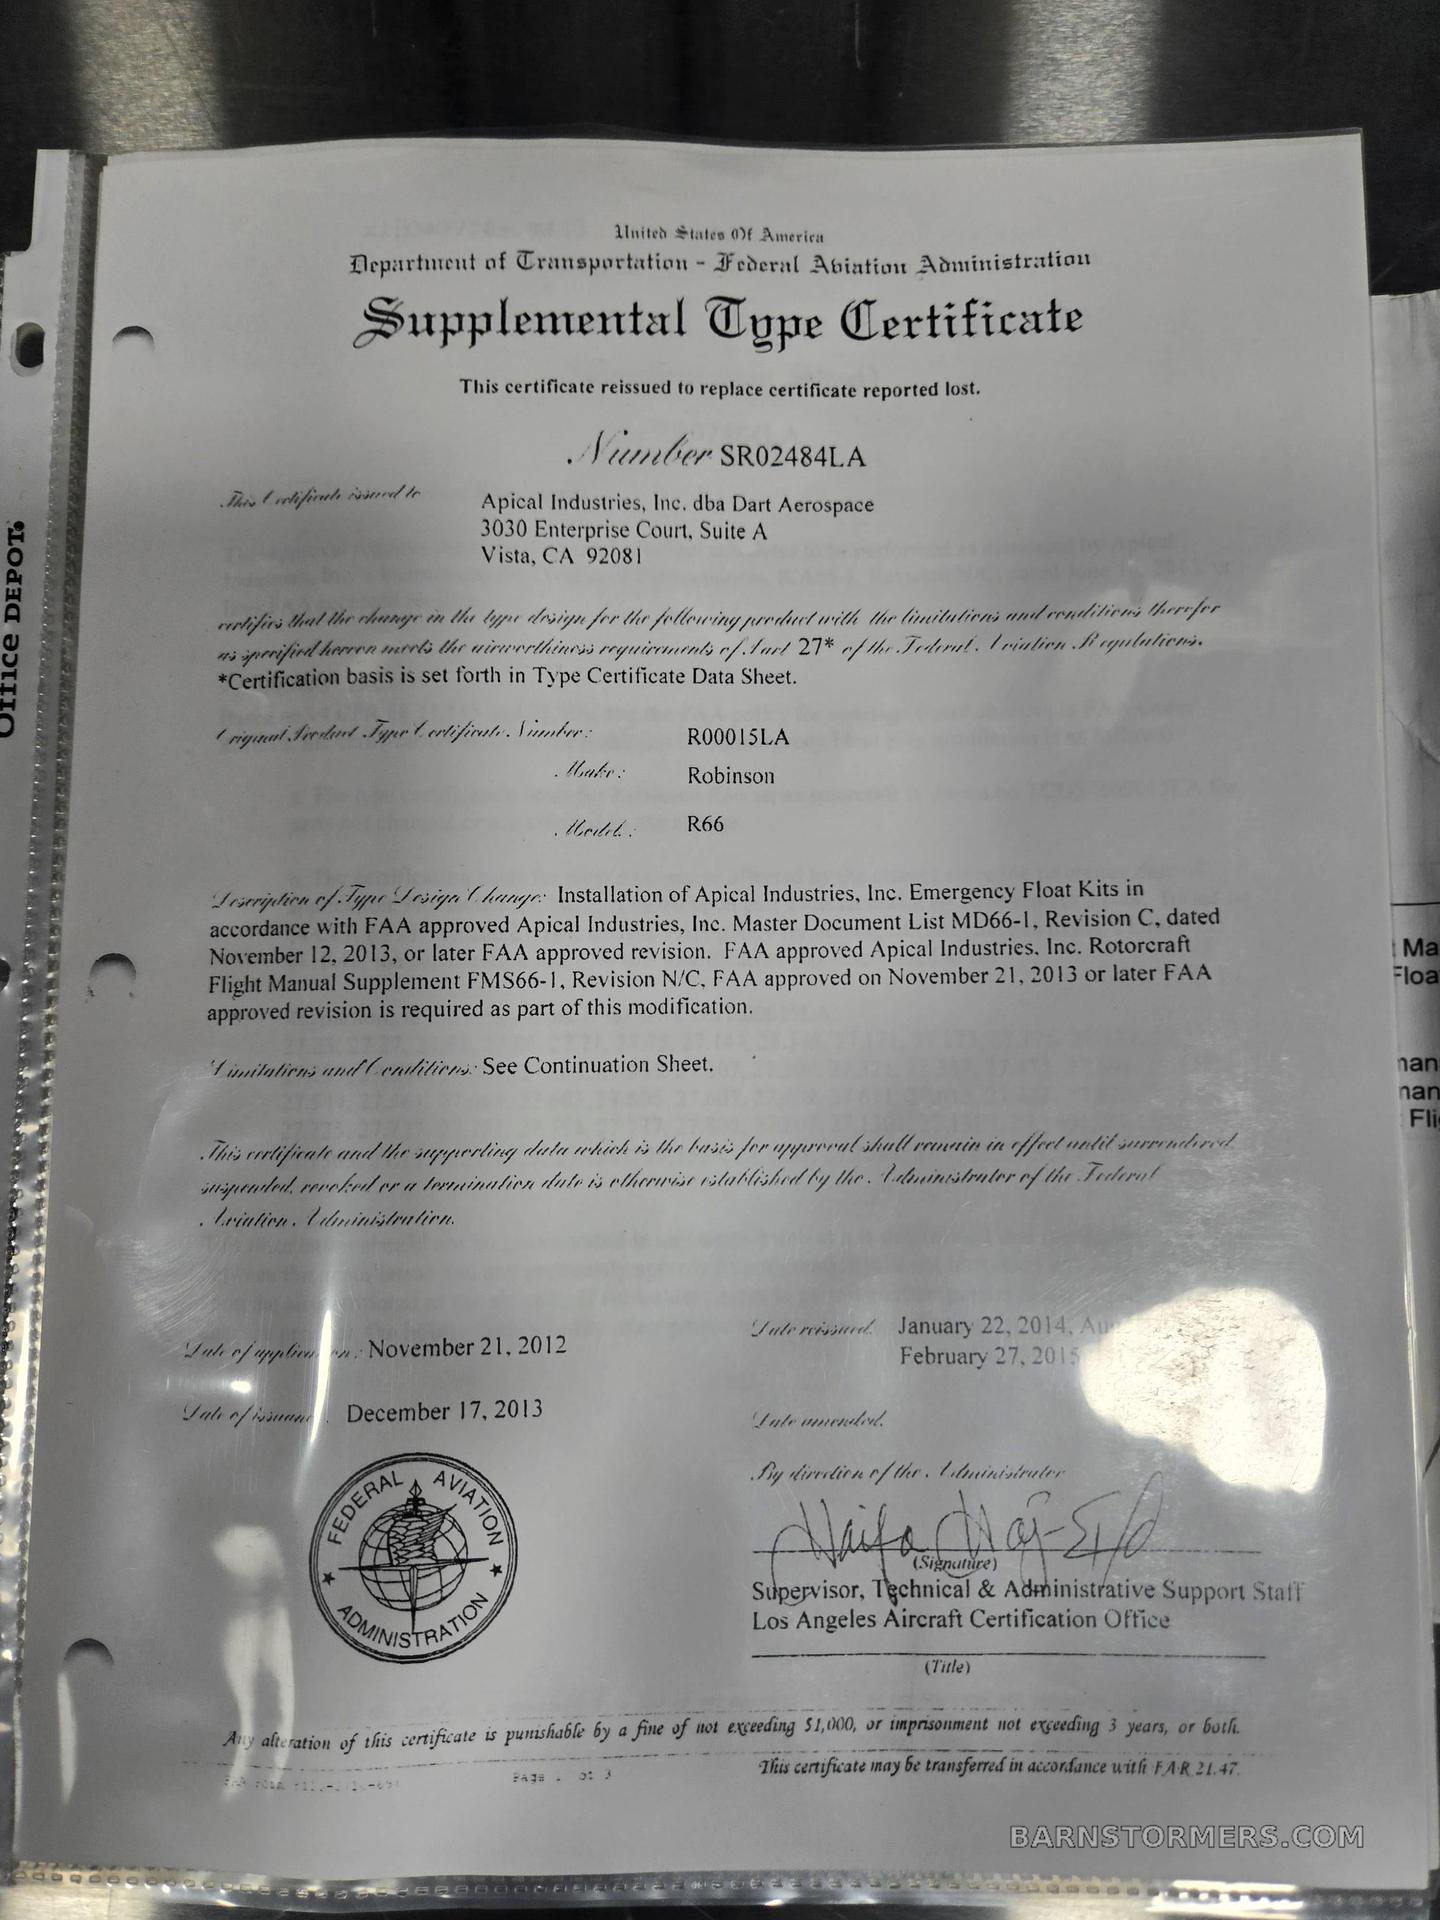 United States Of America
Department of Transportation - Federal Aviation Administration
Supplemental Type Certificate
This certificate reissued to replace certificate reported lost.
Number SR02484LA
This Certificate issued to
Apical Industries, Inc. dba Dart Aerospace
3030 Enterprise Court, Suite A
Vista, CA 92081
certifies that the change in the type design for the following product with the limitations and conditions therefor
as specified hereon meets the airworthiness requirements of Part 27* of the Federal Aviation Regulations.
*Certification basis is set forth in Type Certificate Data Sheet.
Original Product Type Certificate Number: R00015LA
Make: Robinson
Model: R66
Description of Type Design Change: Installation of Apical Industries, Inc. Emergency Float Kits in
accordance with FAA approved Apical Industries, Inc. Master Document List MD66-1, Revision C, dated
November 12, 2013, or later FAA approved revision. FAA approved Apical Industries, Inc. Rotorcraft
Flight Manual Supplement FMS66-1, Revision N/C, FAA approved on November 21, 2013 or later FAA
approved revision is required as part of this modification.
Limitations and Conditions: See Continuation Sheet.
This certificate and the supporting data which is the basis for approval shall remain in effect until surrendered,
suspended, revoked or a termination date is otherwise established by the Administrator of the Federal
Aviation Administration.
Date of application: November 21, 2012
Date reissued: January 22, 2014,
February 27, 2015
Date of issuance: December 17, 2013
Date amended:
By direction of the Administrator
FEDERAL AVIATION
ADMINISTRATION
Haifa Haj-Eid
(Signature)
Supervisor, Technical & Administrative Support Staff
Los Angeles Aircraft Certification Office
(Title)
Any alteration of this certificate is punishable by a fine of not exceeding $1,000, or imprisonment not exceeding 3 years, or both.
Page 1 of 3
This certificate may be transferred in accordance with FAR 21.47.
Office DEPOT.
BARNSTORMERS.COM